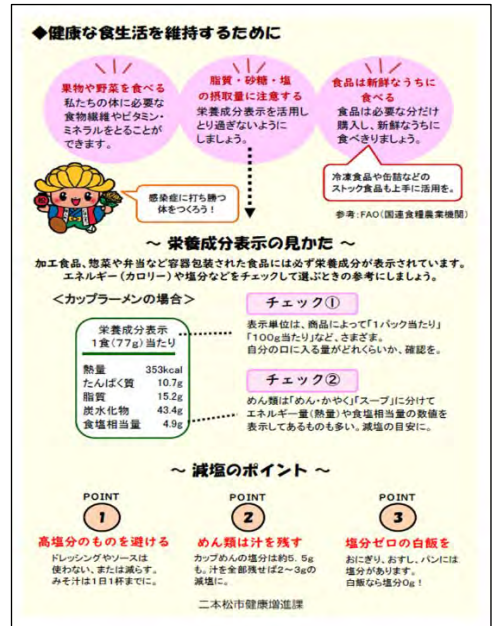 ◆健康な食生活を維持するために
果物や野菜を食べる
私たちの体に必要な
食物繊維やビタミン・
ミネラルをとることが
できます。
脂質・砂糖・塩
の摂取量に注意する
栄養成分表示を活用し
とり過ぎないように
しましょう。
食品は新鮮なうちに
食べる
食品は必要な分だけ
購入し、新鮮なうちに
食べきりましょう。
冷凍食品や缶詰などの
ストック食品も上手に活用を。
感染症に打ち勝つ
体をつくろう！
参考：FAO（国連食糧農業機関）
～ 栄養成分表示の見かた ～
加工食品、惣菜や弁当など容器包装された食品には必ず栄養成分が表示されています。
エネルギー（カロリー）や塩分などをチェックして選ぶときの参考にしましょう。
＜カップラーメンの場合＞
栄養成分表示
1食（77g）当たり
熱量 353kcal
たんぱく質 10.7g
脂質 15.2g
炭水化物 43.4g
食塩相当量 4.9g
チェック①
表示単位は、商品によって「1パック当たり」
「100g当たり」など、さまざま。
自分の口に入る量がどれくらいか、確認を。
チェック②
めん類は「めん・かやく」「スープ」に分けて
エネルギー量（熱量）や食塩相当量の数値を
表示してあるものも多い。減塩の目安に。
～ 減塩のポイント ～
POINT
1
高塩分のものを避ける
ドレッシングやソースは
使わない、または減らす。
みそ汁は1日1杯までに。
POINT
2
めん類は汁を残す
カップめんの塩分は約5.5g
も。汁を全部残せば2～3gの
減塩に。
POINT
3
塩分ゼロの白飯を
おにぎり、おすし、パンには
塩分があります。
白飯なら塩分0g！
二本松市健康増進課